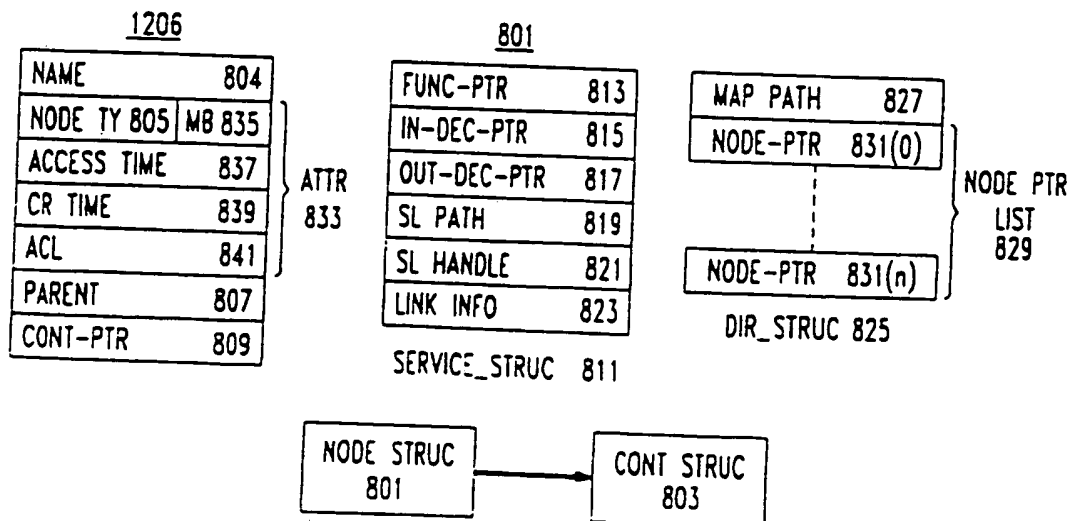 1206
NAME 804
NODE TY 805 MB 835
ACCESS TIME 837
CR TIME 839
ACL 841
PARENT 807
CONT-PTR 809
ATTR
833
801
FUNC-PTR 813
IN-DEC-PTR 815
OUT-DEC-PTR 817
SL PATH 819
SL HANDLE 821
LINK INFO 823
SERVICE_STRUC 811
MAP PATH 827
NODE-PTR 831(0)
NODE-PTR 831(n)
DIR_STRUC 825
NODE PTR
LIST
829
NODE STRUC
801
CONT STRUC
803